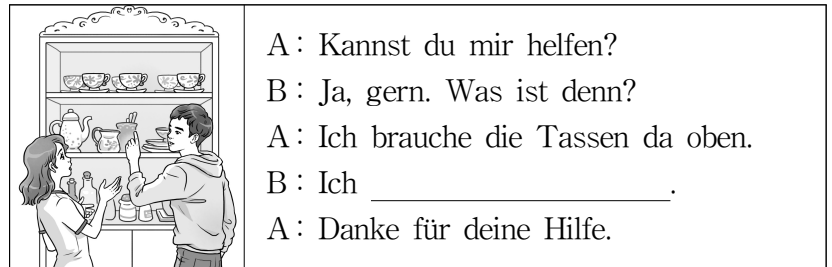 A : Kannst du mir helfen?
B : Ja, gern. Was ist denn?
A : Ich brauche die Tassen da oben.
B : Ich ____________________.
A : Danke für deine Hilfe.